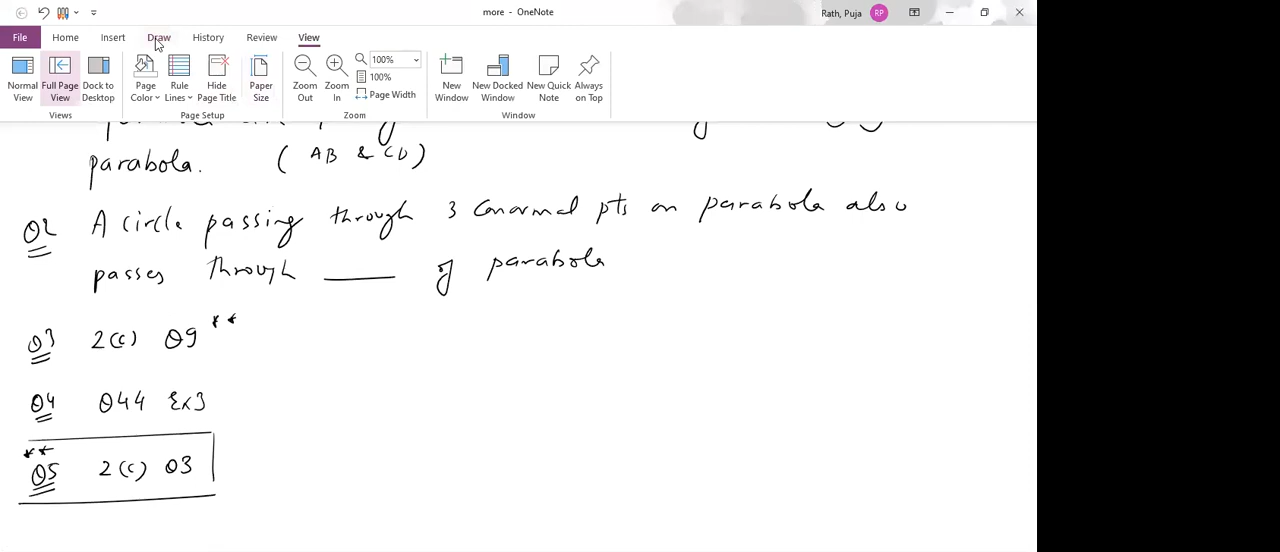 more - OneNote
Rath, Puja RP
File Home Insert Draw History Review View
Normal View Full Page View Dock to Desktop Page Color Rule Lines Hide Page Title Paper Size Zoom Out Zoom In 100% 100% Page Width New Window New Docked Window New Quick Note Always on Top
Views Page Setup Zoom Window
parabola. (AB & CD)
Q2 A circle passing through 3 conormal pts on parabola also
passes through ____ of parabola
Q3 2(c) Q9 **
Q4 Q44 Ex3
**
Q5 2(c) Q3